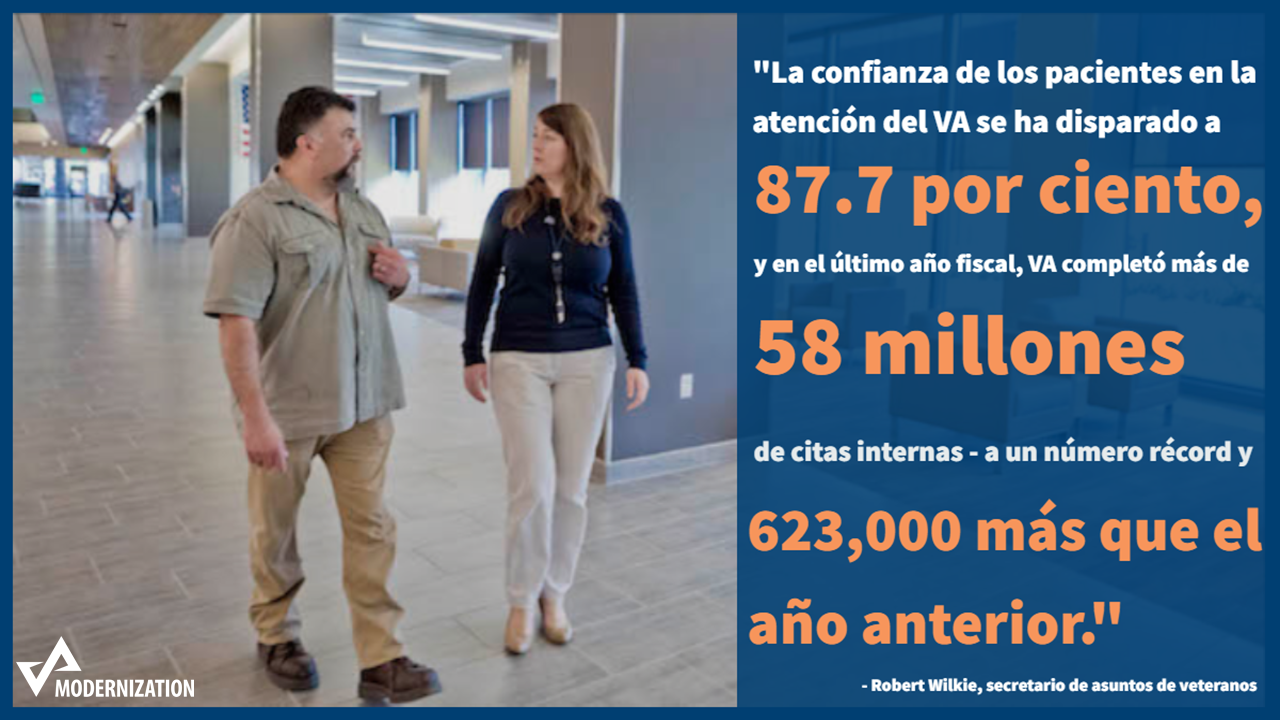 "La confianza de los pacientes en la
atención del VA se ha disparado a
87.7 por ciento,
y en el último año fiscal, VA completó más de
58 millones
de citas internas - a un número récord y
623,000 más que el
año anterior."
- Robert Wilkie, secretario de asuntos de veteranos
VA
MODERNIZATION